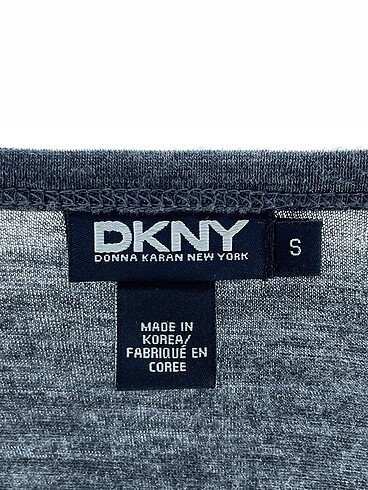 DKNY
DONNA KARAN NEW YORK
S
MADE IN
KOREA/
FABRIQUÉ EN
COREE